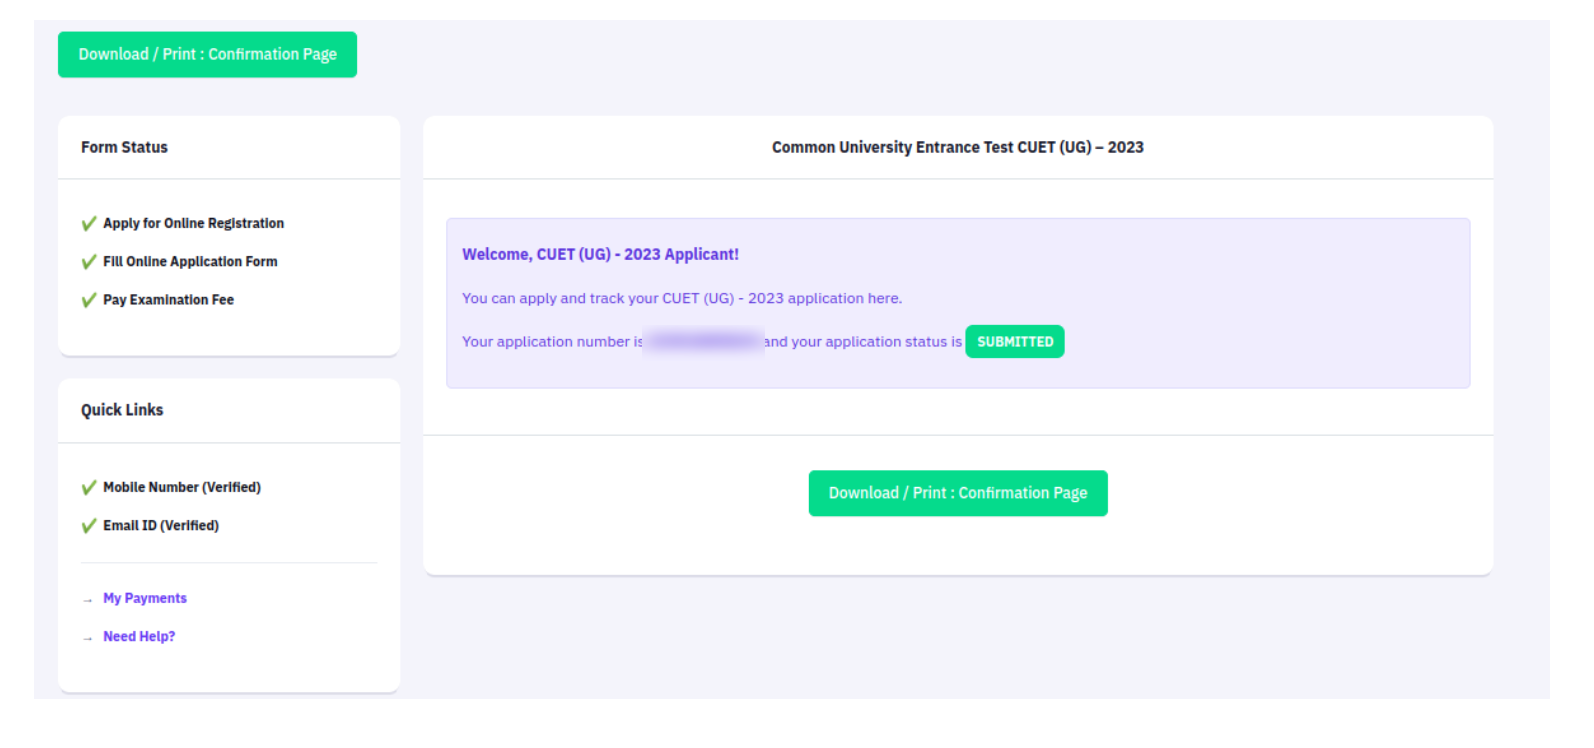 Download / Print : Confirmation Page
Form Status
✔ Apply for Online Registration
✔ Fill Online Application Form
✔ Pay Examination Fee
Quick Links
✔ Mobile Number (Verified)
✔ Email ID (Verified)
→ My Payments
→ Need Help?
Common University Entrance Test CUET (UG) – 2023
Welcome, CUET (UG) - 2023 Applicant!
You can apply and track your CUET (UG) - 2023 application here.
Your application number is and your application status is SUBMITTED
Download / Print : Confirmation Page